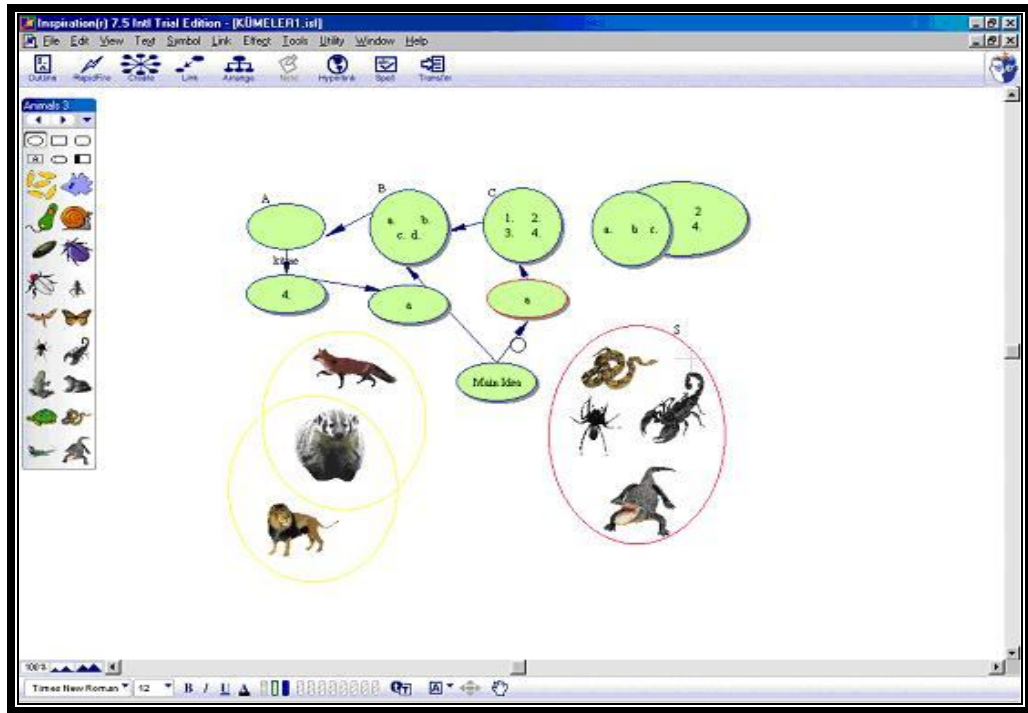 Inspiration(r) 7.5 Intl Trial Edition - [KÜMELER1.isf]
File Edit View Text Symbol Link Effect Tools Utility Window Help
Outline RapidFire Create Link Arrange Note Hyperlink Spell Transfer
Animals 3
A
A
B
a. b.
c. d.
C
1. 2.
3. 4.
a. b c.
2
4.
4.
a
a
Main Idea
S
100%
Times New Roman 12 B I U A